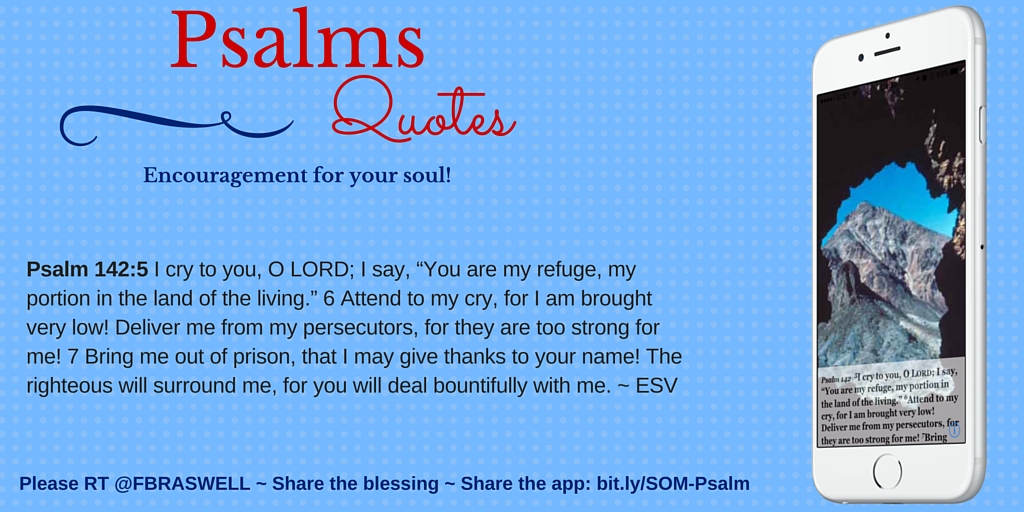 Psalms
Quotes
Encouragement for your soul!
Psalm 142:5 I cry to you, O LORD; I say, “You are my refuge, my
portion in the land of the living.” 6 Attend to my cry, for I am brought
very low! Deliver me from my persecutors, for they are too strong for
me! 7 Bring me out of prison, that I may give thanks to your name! The
righteous will surround me, for you will deal bountifully with me. ~ ESV
Please RT @FBRASWELL ~ Share the blessing ~ Share the app: bit.ly/SOM-Psalm
Psalm 142 ⁵I cry to you, O LORD; I say,
“You are my refuge, my portion in
the land of the living.” ⁶Attend to my
cry, for I am brought very low!
Deliver me from my persecutors, for
they are too strong for me! ⁷Bring